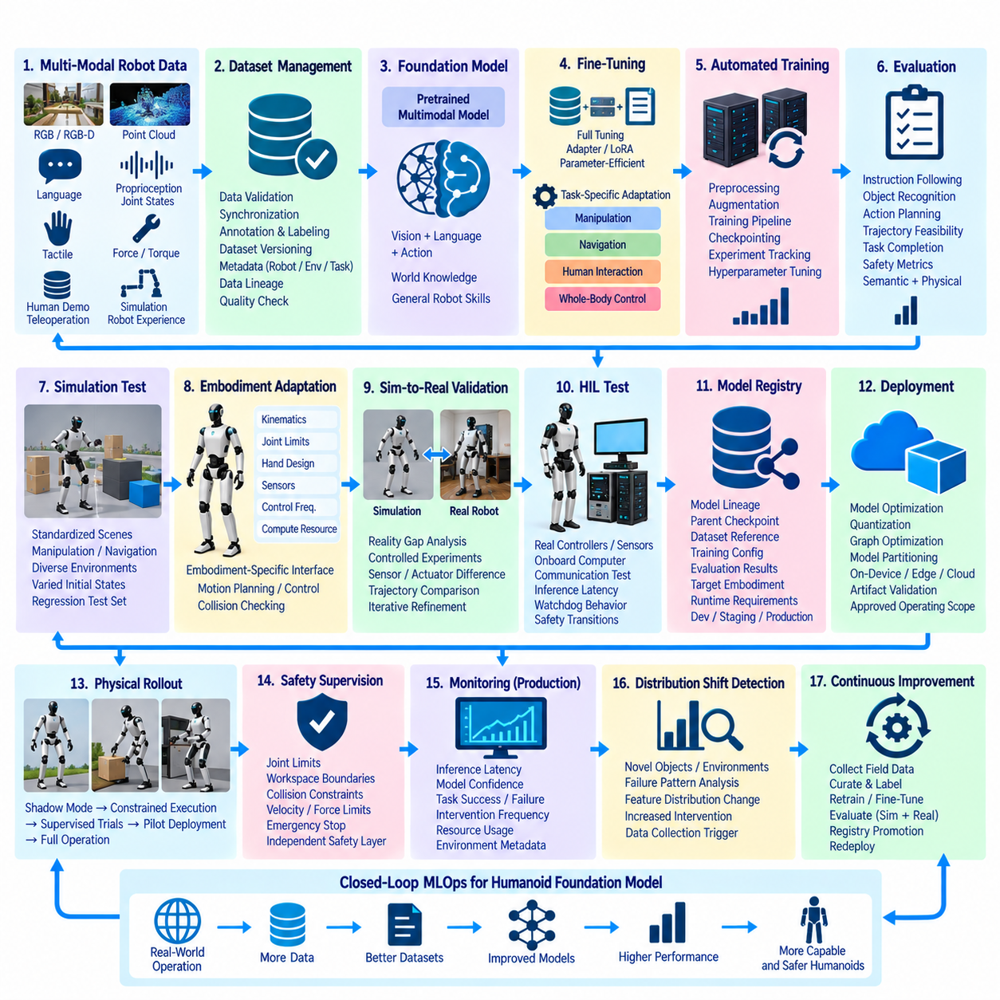 1. Multi-Modal Robot Data
RGB / RGB-D
Point Cloud
Language
Proprioception
Joint States
Tactile
Force / Torque
Human Demo
Teleoperation
Simulation
Robot Experience
2. Dataset Management
Data Validation
Synchronization
Annotation & Labeling
Dataset Versioning
Metadata (Robot / Env / Task)
Data Lineage
Quality Check
3. Foundation Model
Pretrained
Multimodal Model
Vision + Language
+ Action
World Knowledge
General Robot Skills
4. Fine-Tuning
Full Tuning
Adapter / LoRA
Parameter-Efficient
Task-Specific Adaptation
Manipulation
Navigation
Human Interaction
Whole-Body Control
5. Automated Training
Preprocessing
Augmentation
Training Pipeline
Checkpointing
Experiment Tracking
Hyperparameter Tuning
6. Evaluation
Instruction Following
Object Recognition
Action Planning
Trajectory Feasibility
Task Completion
Safety Metrics
Semantic + Physical
7. Simulation Test
Standardized Scenes
Manipulation / Navigation
Diverse Environments
Varied Initial States
Regression Test Set
8. Embodiment Adaptation
Kinematics
Joint Limits
Hand Design
Sensors
Control Freq.
Compute Resource
Embodiment-Specific Interface
Motion Planning / Control
Collision Checking
9. Sim-to-Real Validation
Simulation
Real Robot
Reality Gap Analysis
Controlled Experiments
Sensor / Actuator Difference
Trajectory Comparison
Iterative Refinement
10. HIL Test
Real Controllers / Sensors
Onboard Computer
Communication Test
Inference Latency
Watchdog Behavior
Safety Transitions
11. Model Registry
Model Lineage
Parent Checkpoint
Dataset Reference
Training Config
Evaluation Results
Target Embodiment
Runtime Requirements
Dev / Staging / Production
12. Deployment
Model Optimization
Quantization
Graph Optimization
Model Partitioning
On-Device / Edge / Cloud
Artifact Validation
Approved Operating Scope
13. Physical Rollout
Shadow Mode → Constrained Execution
→ Supervised Trials → Pilot Deployment
→ Full Operation
14. Safety Supervision
Joint Limits
Workspace Boundaries
Collision Constraints
Velocity / Force Limits
Emergency Stop
Independent Safety Layer
15. Monitoring (Production)
Inference Latency
Model Confidence
Task Success / Failure
Intervention Frequency
Resource Usage
Environment Metadata
16. Distribution Shift Detection
Novel Objects / Environments
Failure Pattern Analysis
Feature Distribution Change
Increased Intervention
Data Collection Trigger
17. Continuous Improvement
Collect Field Data
Curate & Label
Retrain / Fine-Tune
Evaluate (Sim + Real)
Registry Promotion
Redeploy
Closed-Loop MLOps for Humanoid Foundation Model
Real-World
Operation
More Data
Better Datasets
Improved Models
Higher Performance
More Capable
and Safer Humanoids